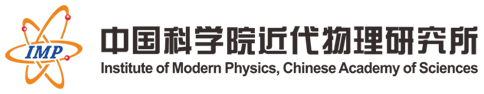 IMP
中国科学院近代物理研究所
Institute of Modern Physics, Chinese Academy of Sciences